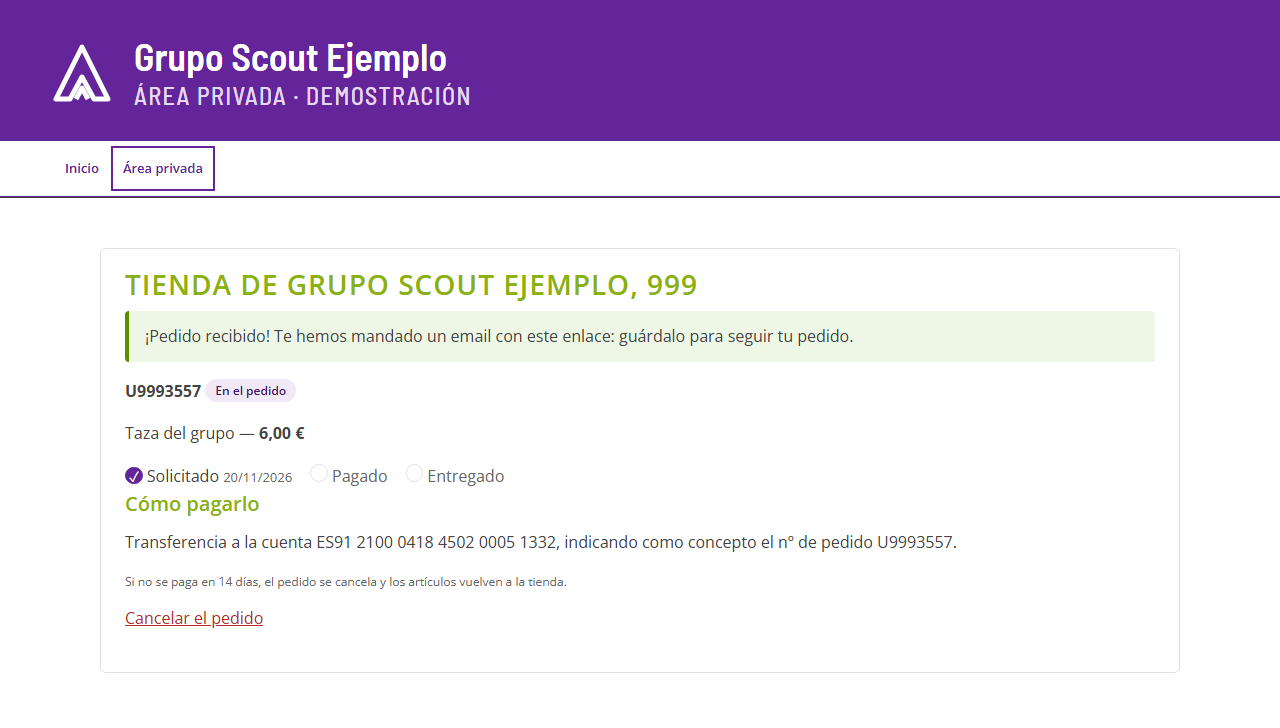 Grupo Scout Ejemplo
ÁREA PRIVADA · DEMOSTRACIÓN
Inicio Área privada
TIENDA DE GRUPO SCOUT EJEMPLO, 999
¡Pedido recibido! Te hemos mandado un email con este enlace: guárdalo para seguir tu pedido.
U9993557 En el pedido
Taza del grupo — 6,00 €
Solicitado 20/11/2026 Pagado Entregado
Cómo pagarlo
Transferencia a la cuenta ES91 2100 0418 4502 0005 1332, indicando como concepto el nº de pedido U9993557.
Si no se paga en 14 días, el pedido se cancela y los artículos vuelven a la tienda.
Cancelar el pedido